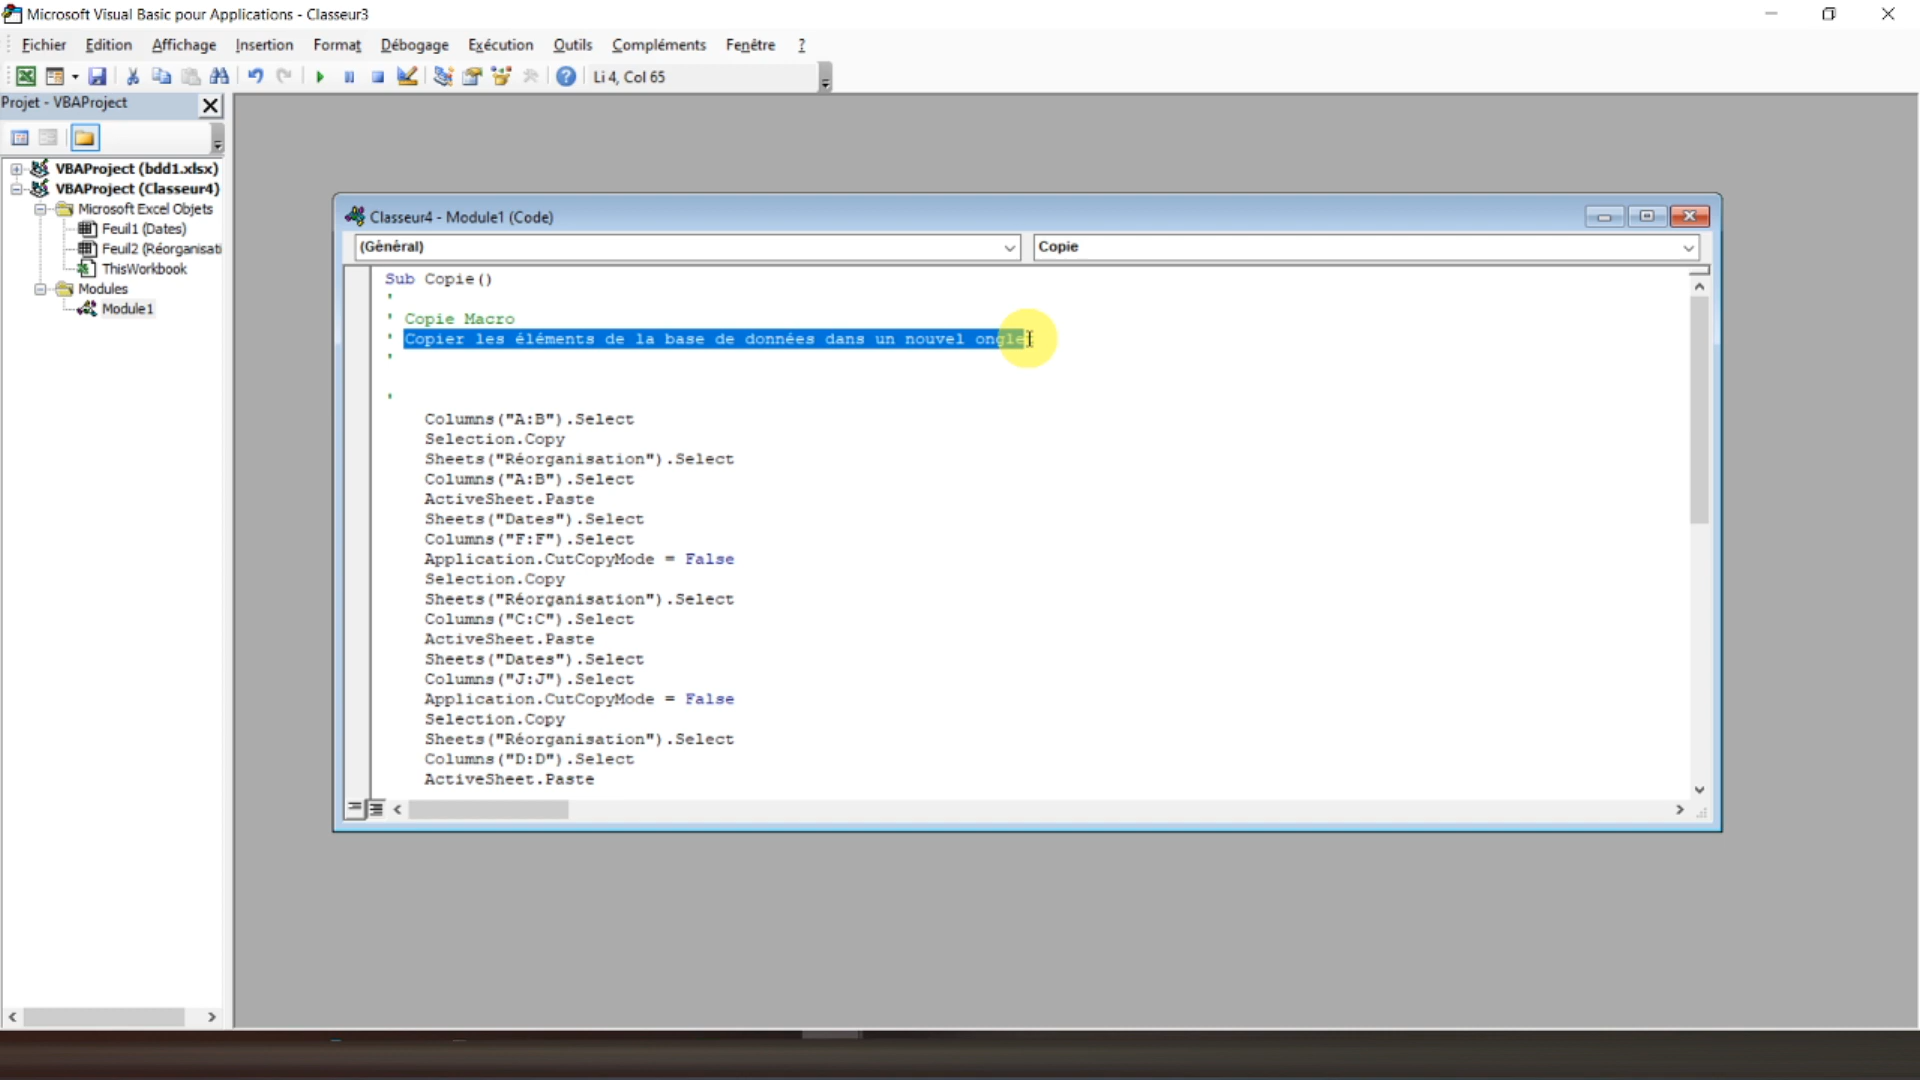 Microsoft Visual Basic pour Applications - Classeur3
Fichier Edition Affichage Insertion Format Débogage Exécution Outils Compléments Fenêtre ?
Li 4, Col 65
Projet - VBAProject
VBAProject (bdd1.xlsx)
VBAProject (Classeur4)
Microsoft Excel Objets
Feuil1 (Dates)
Feuil2 (Réorganisati
ThisWorkbook
Modules
Module1
Classeur4 - Module1 (Code)
(Général) Copie
Sub Copie()
'
' Copie Macro
' Copier les éléments de la base de données dans un nouvel ongle
'
'
Columns("A:B").Select
Selection.Copy
Sheets("Réorganisation").Select
Columns("A:B").Select
ActiveSheet.Paste
Sheets("Dates").Select
Columns("F:F").Select
Application.CutCopyMode = False
Selection.Copy
Sheets("Réorganisation").Select
Columns("C:C").Select
ActiveSheet.Paste
Sheets("Dates").Select
Columns("J:J").Select
Application.CutCopyMode = False
Selection.Copy
Sheets("Réorganisation").Select
Columns("D:D").Select
ActiveSheet.Paste